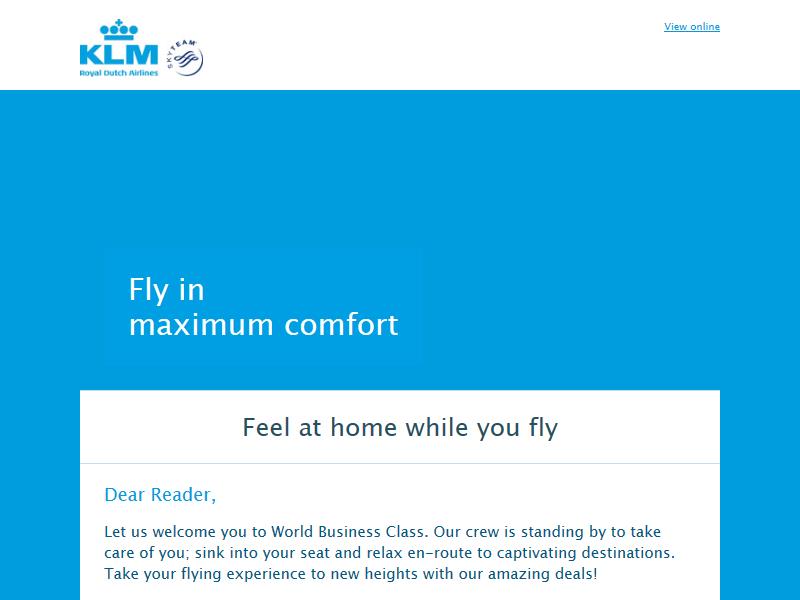 View online
KLM
Royal Dutch Airlines
SKYTEAM
Fly in
maximum comfort
Feel at home while you fly
Dear Reader,
Let us welcome you to World Business Class. Our crew is standing by to take
care of you; sink into your seat and relax en-route to captivating destinations.
Take your flying experience to new heights with our amazing deals!